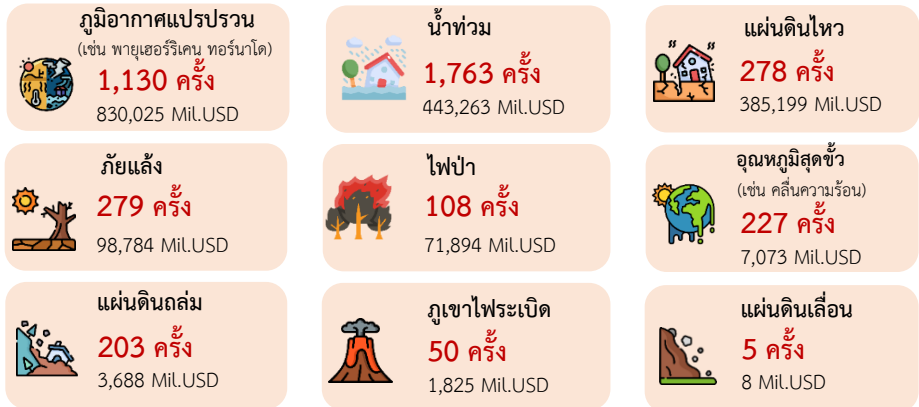 ภูมิอากาศแปรปรวน
(เช่น พายุเฮอร์ริเคน ทอร์นาโด)
1,130 ครั้ง
830,025 Mil.USD
น้ำท่วม
1,763 ครั้ง
443,263 Mil.USD
แผ่นดินไหว
278 ครั้ง
385,199 Mil.USD
ภัยแล้ง
279 ครั้ง
98,784 Mil.USD
ไฟป่า
108 ครั้ง
71,894 Mil.USD
อุณหภูมิสุดขั้ว
(เช่น คลื่นความร้อน)
227 ครั้ง
7,073 Mil.USD
แผ่นดินถล่ม
203 ครั้ง
3,688 Mil.USD
ภูเขาไฟระเบิด
50 ครั้ง
1,825 Mil.USD
แผ่นดินเลื่อน
5 ครั้ง
8 Mil.USD